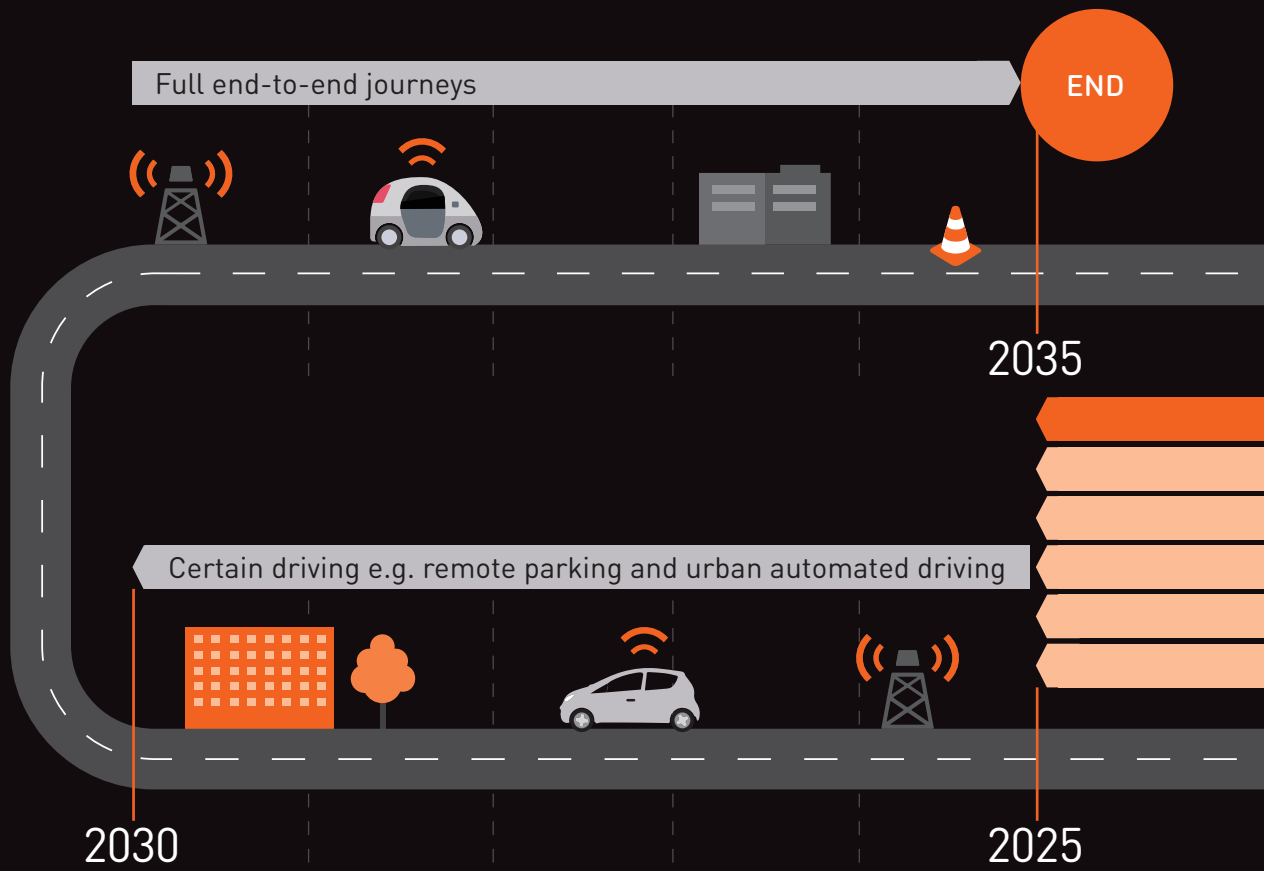 Full end-to-end journeys
END
2035
Certain driving e.g. remote parking and urban automated driving
2030
2025